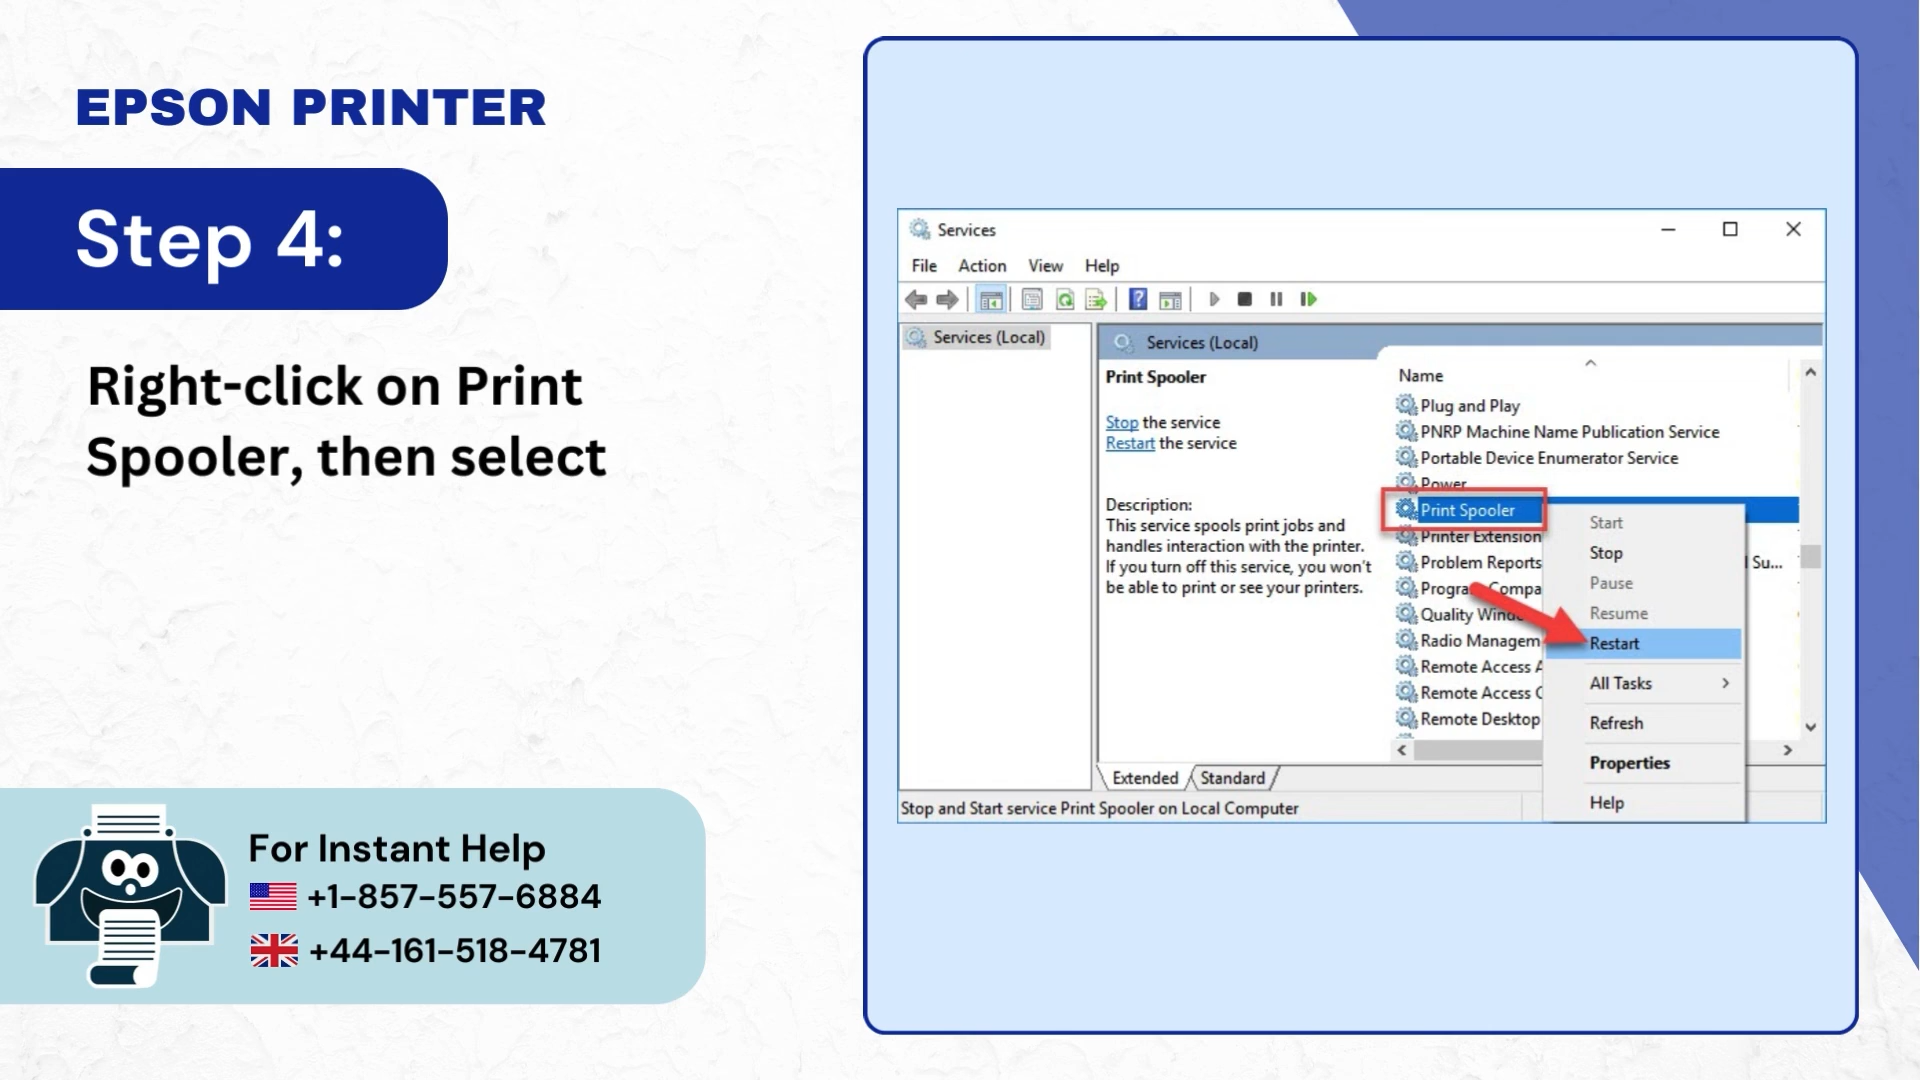 EPSON PRINTER
Step 4:
Right-click on Print
Spooler, then select
For Instant Help
+1-857-557-6884
+44-161-518-4781
Services
File Action View Help
Services (Local)
Services (Local)
Print Spooler
Stop the service
Restart the service
Description:
This service spools print jobs and
handles interaction with the printer.
If you turn off this service, you won't
be able to print or see your printers.
Name
Plug and Play
PNRP Machine Name Publication Service
Portable Device Enumerator Service
Power
Print Spooler
Printer Extension
Problem Reports
Su...
Compa
Quality
Radio Managem
Remote Access
Remote Access
Remote Desktop
Start
Stop
Pause
Resume
Restart
All Tasks
Refresh
Properties
Help
Extended Standard
Stop and Start service Print Spooler on Local Computer